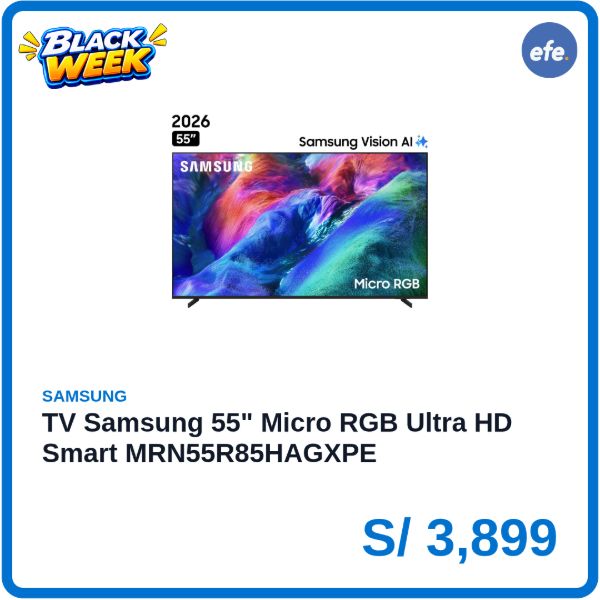 BLACK
WEEK
efe.
2026
55"
Samsung Vision AI
SAMSUNG
Micro RGB
SAMSUNG
TV Samsung 55" Micro RGB Ultra HD
Smart MRN55R85HAGXPE
S/ 3,899